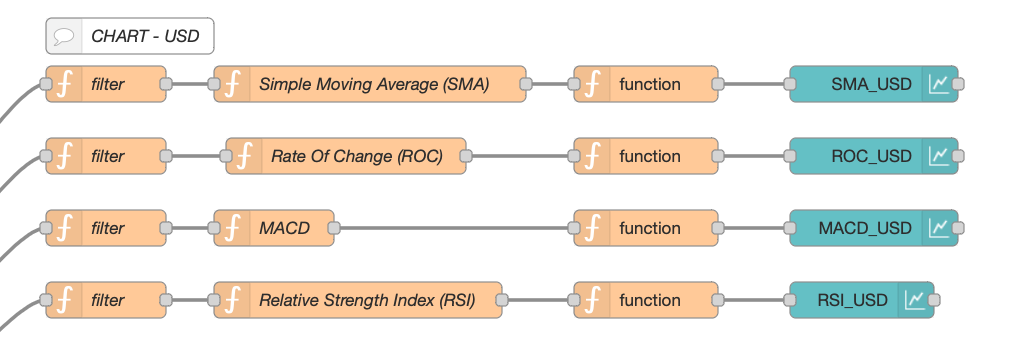 CHART - USD
filter Simple Moving Average (SMA) function SMA_USD
filter Rate Of Change (ROC) function ROC_USD
filter MACD function MACD_USD
filter Relative Strength Index (RSI) function RSI_USD